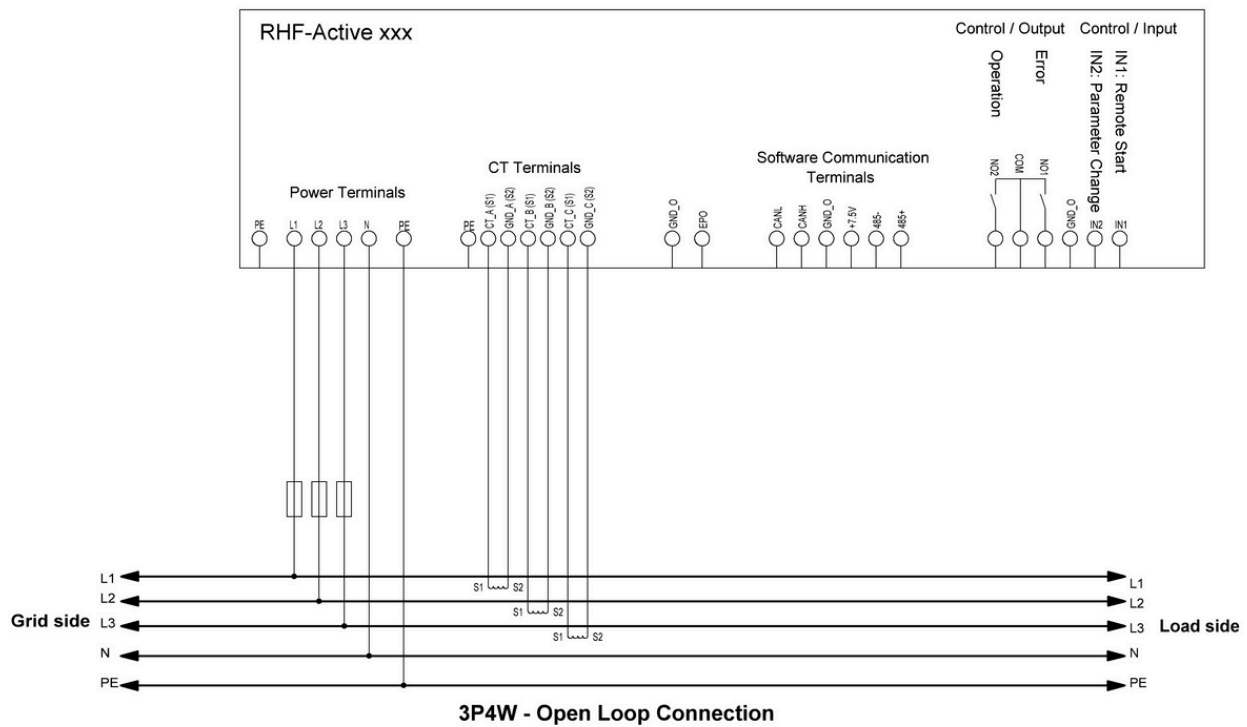 RHF-Active xxx
Control / Output
Control / Input
Operation
Error
IN2: Parameter Change
IN1: Remote Start
Power Terminals
CT Terminals
Software Communication
Terminals
PE
L1
L2
L3
N
PE
PE
CT_A (S1)
GND_A (S2)
CT_B (S1)
GND_B (S2)
CT_C (S1)
GND_C (S2)
GND_O
EPO
CANL
CANH
GND_O
+7.5V
485-
485+
NO2
COM
NO1
GND_O
IN2
IN1
L1
S1
S2
L1
L2
S1
S2
L2
Grid side
L3
S1
S2
L3
Load side
N
N
PE
PE
3P4W - Open Loop Connection